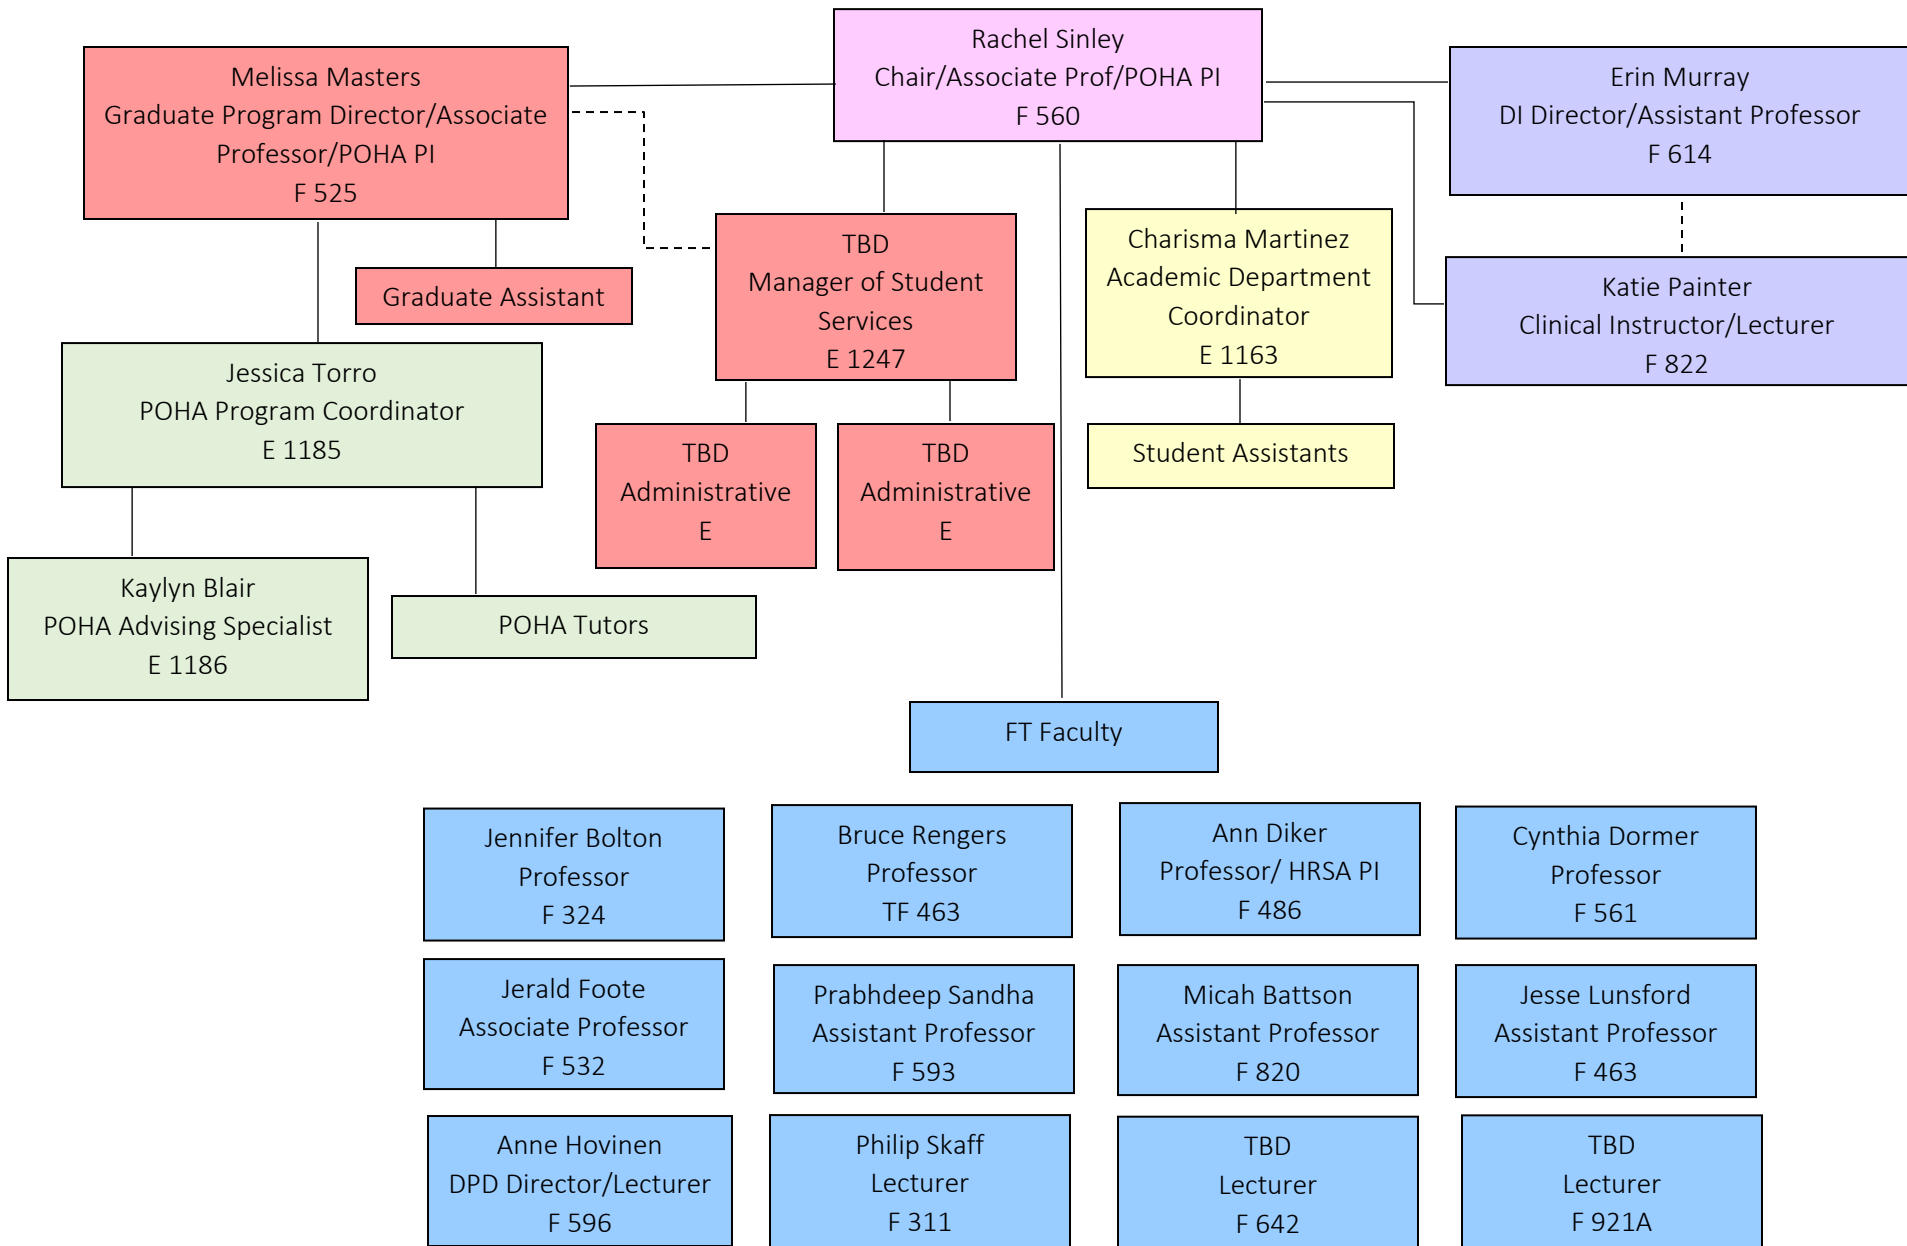 Rachel Sinley
Chair/Associate Prof/POHA PI
F 560
Melissa Masters
Graduate Program Director/Associate
Professor/POHA PI
F 525
Erin Murray
DI Director/Assistant Professor
F 614
Graduate Assistant
TBD
Manager of Student
Services
E 1247
Charisma Martinez
Academic Department
Coordinator
E 1163
Katie Painter
Clinical Instructor/Lecturer
F 822
Jessica Torro
POHA Program Coordinator
E 1185
TBD
Administrative
E
TBD
Administrative
E
Student Assistants
Kaylyn Blair
POHA Advising Specialist
E 1186
POHA Tutors
FT Faculty
Jennifer Bolton
Professor
F 324
Bruce Rengers
Professor
TF 463
Ann Diker
Professor/ HRSA PI
F 486
Cynthia Dormer
Professor
F 561
Jerald Foote
Associate Professor
F 532
Prabhdeep Sandha
Assistant Professor
F 593
Micah Battson
Assistant Professor
F 820
Jesse Lunsford
Assistant Professor
F 463
Anne Hovinen
DPD Director/Lecturer
F 596
Philip Skaff
Lecturer
F 311
TBD
Lecturer
F 642
TBD
Lecturer
F 921A